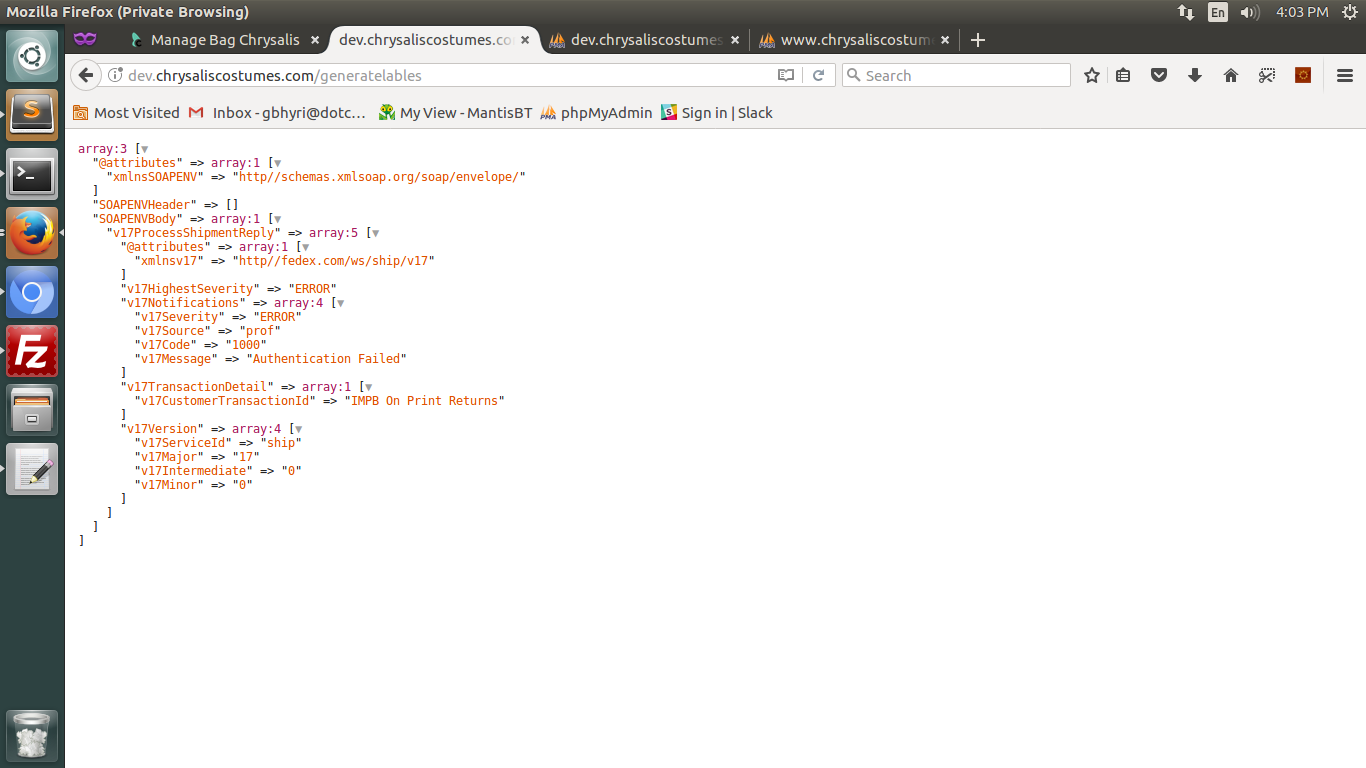 Mozilla Firefox (Private Browsing)
En
4:03 PM
Manage Bag Chrysalis
dev.chrysaliscostumes.co
dev.chrysaliscostumes
www.chrysaliscostum
dev.chrysaliscostumes.com/generatelables
Search
Most Visited
Inbox - gbhyri@dotc...
My View - MantisBT
phpMyAdmin
Sign in | Slack
array:3 [▼
"@attributes" => array:1 [▼
"xmlnsSOAPENV" => "http//schemas.xmlsoap.org/soap/envelope/"
]
"SOAPENVHeader" => []
"SOAPENVBody" => array:1 [▼
"v17ProcessShipmentReply" => array:5 [▼
"@attributes" => array:1 [▼
"xmlnsv17" => "http//fedex.com/ws/ship/v17"
]
"v17HighestSeverity" => "ERROR"
"v17Notifications" => array:4 [▼
"v17Severity" => "ERROR"
"v17Source" => "prof"
"v17Code" => "1000"
"v17Message" => "Authentication Failed"
]
"v17TransactionDetail" => array:1 [▼
"v17CustomerTransactionId" => "IMPB On Print Returns"
]
"v17Version" => array:4 [▼
"v17ServiceId" => "ship"
"v17Major" => "17"
"v17Intermediate" => "0"
"v17Minor" => "0"
]
]
]
]